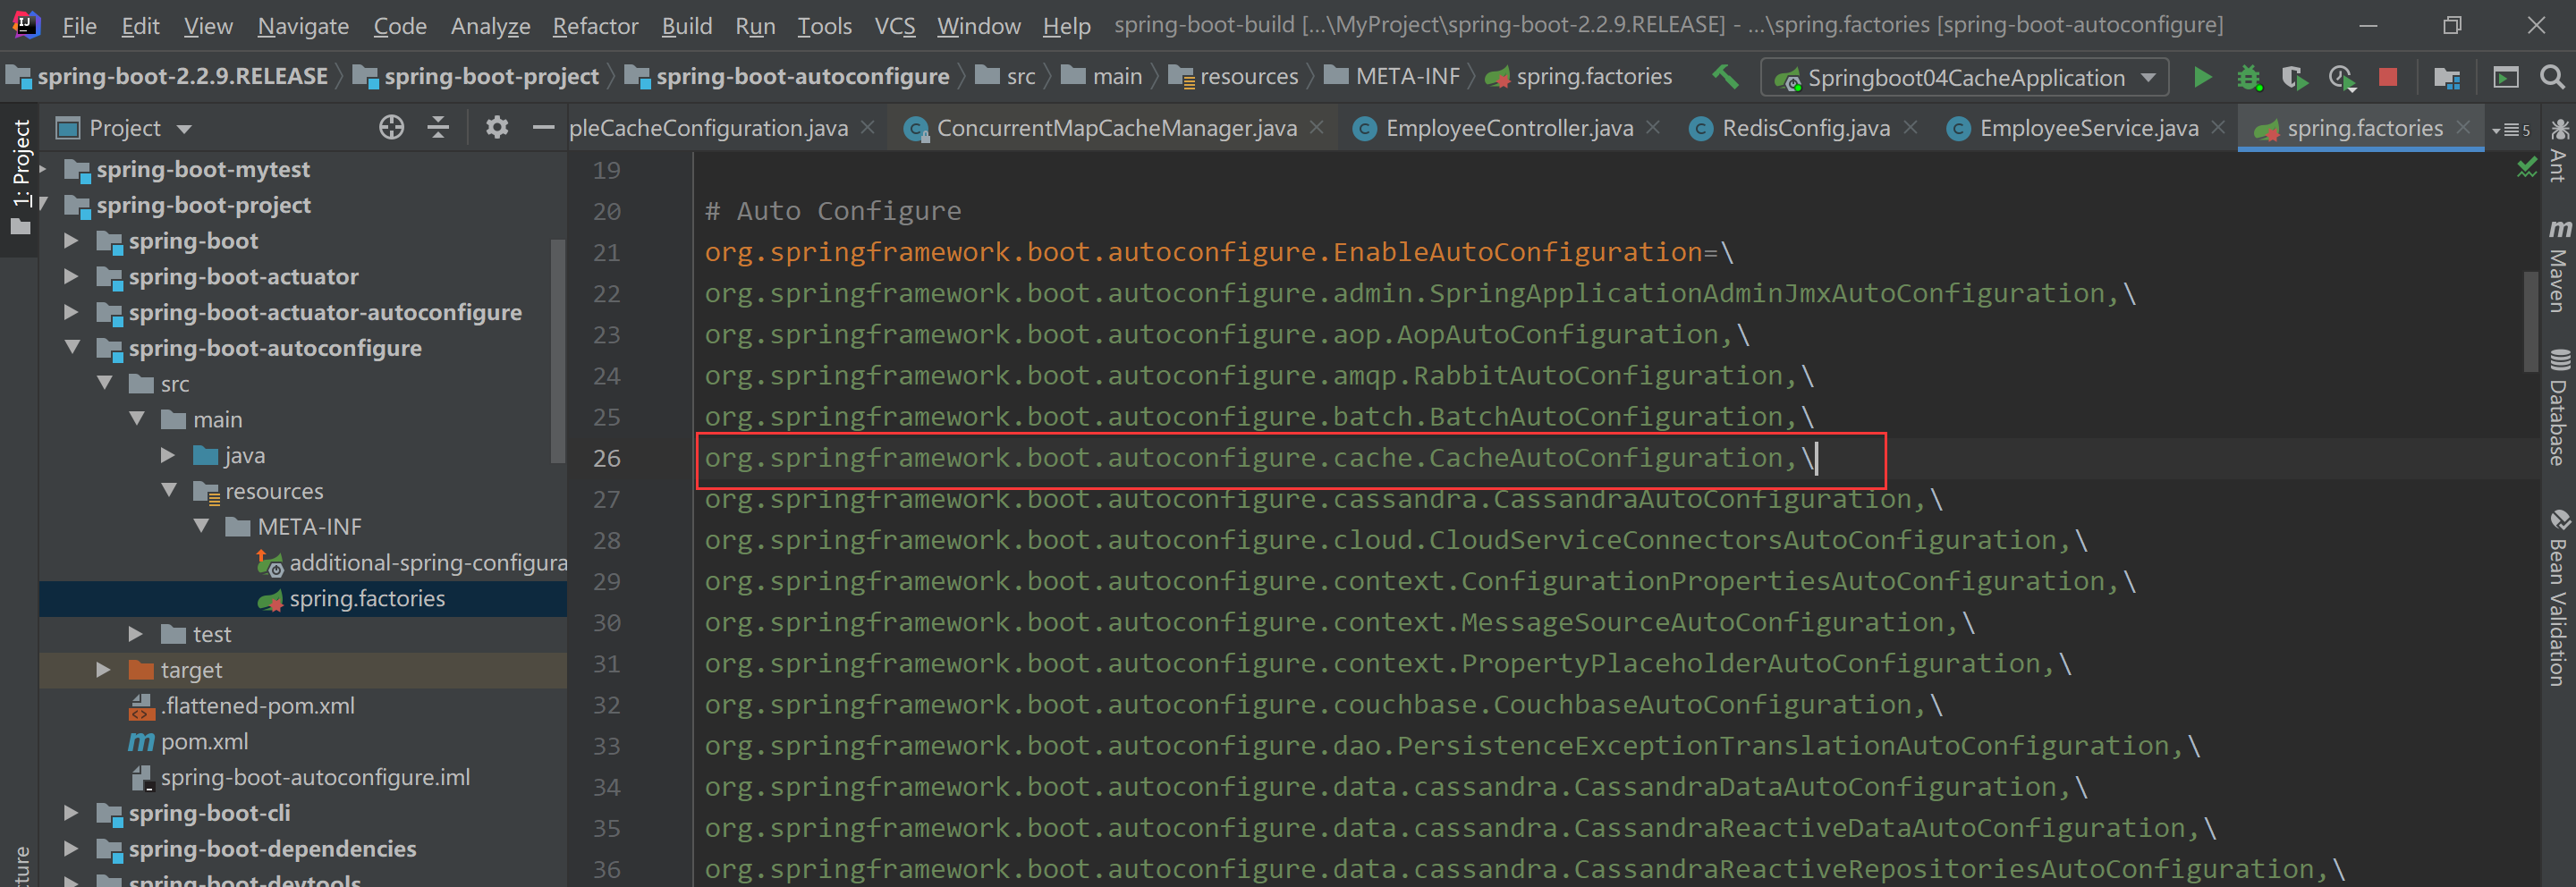 File Edit View Navigate Code Analyze Refactor Build Run Tools VCS Window Help spring-boot-build [...\MyProject\spring-boot-2.2.9.RELEASE] - ...\spring.factories [spring-boot-autoconfigure]
spring-boot-2.2.9.RELEASE spring-boot-project spring-boot-autoconfigure src main resources META-INF spring.factories Springboot04CacheApplication
Project pleCacheConfiguration.java ConcurrentMapCacheManager.java EmployeeController.java RedisConfig.java EmployeeService.java spring.factories 5
1: Project
spring-boot-mytest
spring-boot-project
spring-boot
spring-boot-actuator
spring-boot-actuator-autoconfigure
spring-boot-autoconfigure
src
main
java
resources
META-INF
additional-spring-configura
spring.factories
test
target
.flattened-pom.xml
pom.xml
spring-boot-autoconfigure.iml
spring-boot-cli
spring-boot-dependencies
spring-boot-devtools
cture
19
20 # Auto Configure
21 org.springframework.boot.autoconfigure.EnableAutoConfiguration=\
22 org.springframework.boot.autoconfigure.admin.SpringApplicationAdminJmxAutoConfiguration,\
23 org.springframework.boot.autoconfigure.aop.AopAutoConfiguration,\
24 org.springframework.boot.autoconfigure.amqp.RabbitAutoConfiguration,\
25 org.springframework.boot.autoconfigure.batch.BatchAutoConfiguration,\
26 org.springframework.boot.autoconfigure.cache.CacheAutoConfiguration,\
27 org.springframework.boot.autoconfigure.cassandra.CassandraAutoConfiguration,\
28 org.springframework.boot.autoconfigure.cloud.CloudServiceConnectorsAutoConfiguration,\
29 org.springframework.boot.autoconfigure.context.ConfigurationPropertiesAutoConfiguration,\
30 org.springframework.boot.autoconfigure.context.MessageSourceAutoConfiguration,\
31 org.springframework.boot.autoconfigure.context.PropertyPlaceholderAutoConfiguration,\
32 org.springframework.boot.autoconfigure.couchbase.CouchbaseAutoConfiguration,\
33 org.springframework.boot.autoconfigure.dao.PersistenceExceptionTranslationAutoConfiguration,\
34 org.springframework.boot.autoconfigure.data.cassandra.CassandraDataAutoConfiguration,\
35 org.springframework.boot.autoconfigure.data.cassandra.CassandraReactiveDataAutoConfiguration,\
36 org.springframework.boot.autoconfigure.data.cassandra.CassandraReactiveRepositoriesAutoConfiguration,\
Ant
Maven
Database
Bean Validation